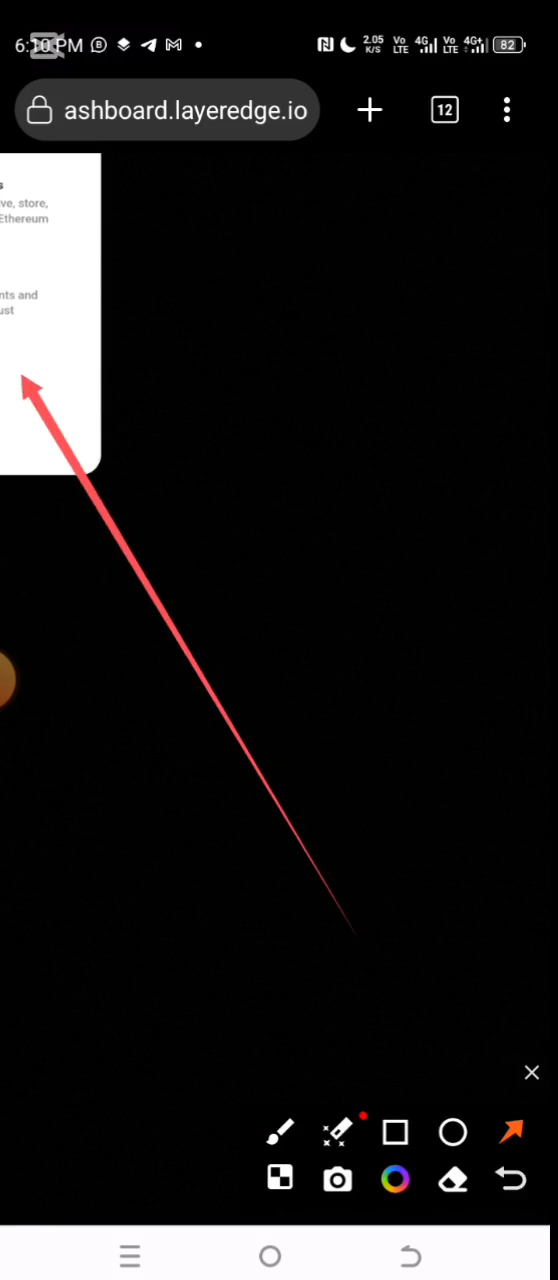 6:10 PM
2.05 K/S Vo LTE 4G Vo LTE 4G+ 82
ashboard.layeredge.io
12
s
ve, store,
Ethereum
nts and
ust